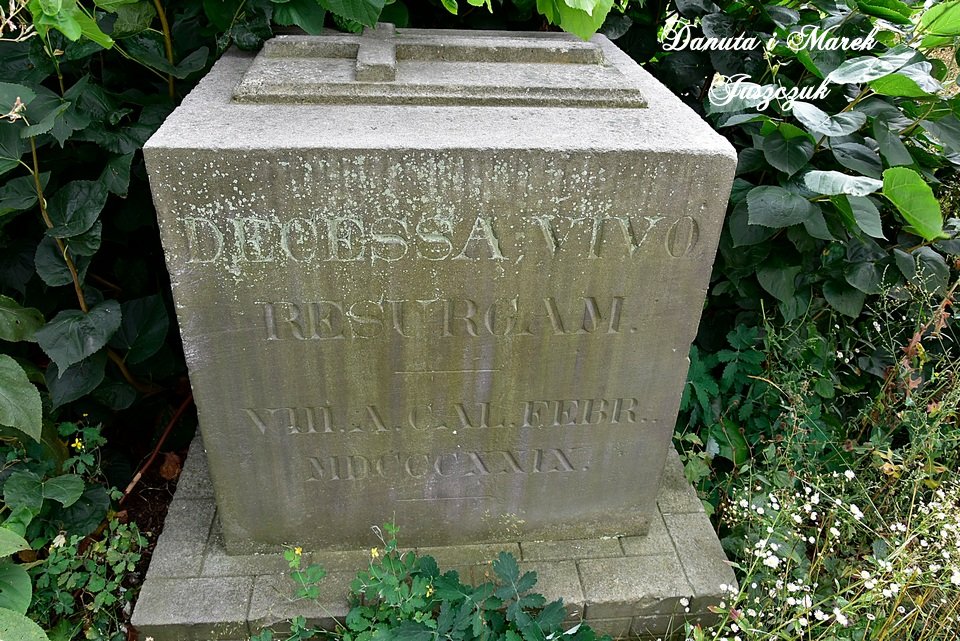 Danuta i Marek
Juszczuk
DECESSA, VIVO,
RESURGAM.
VIII. A. CAL. FEBR..
MDCCCXXIX.